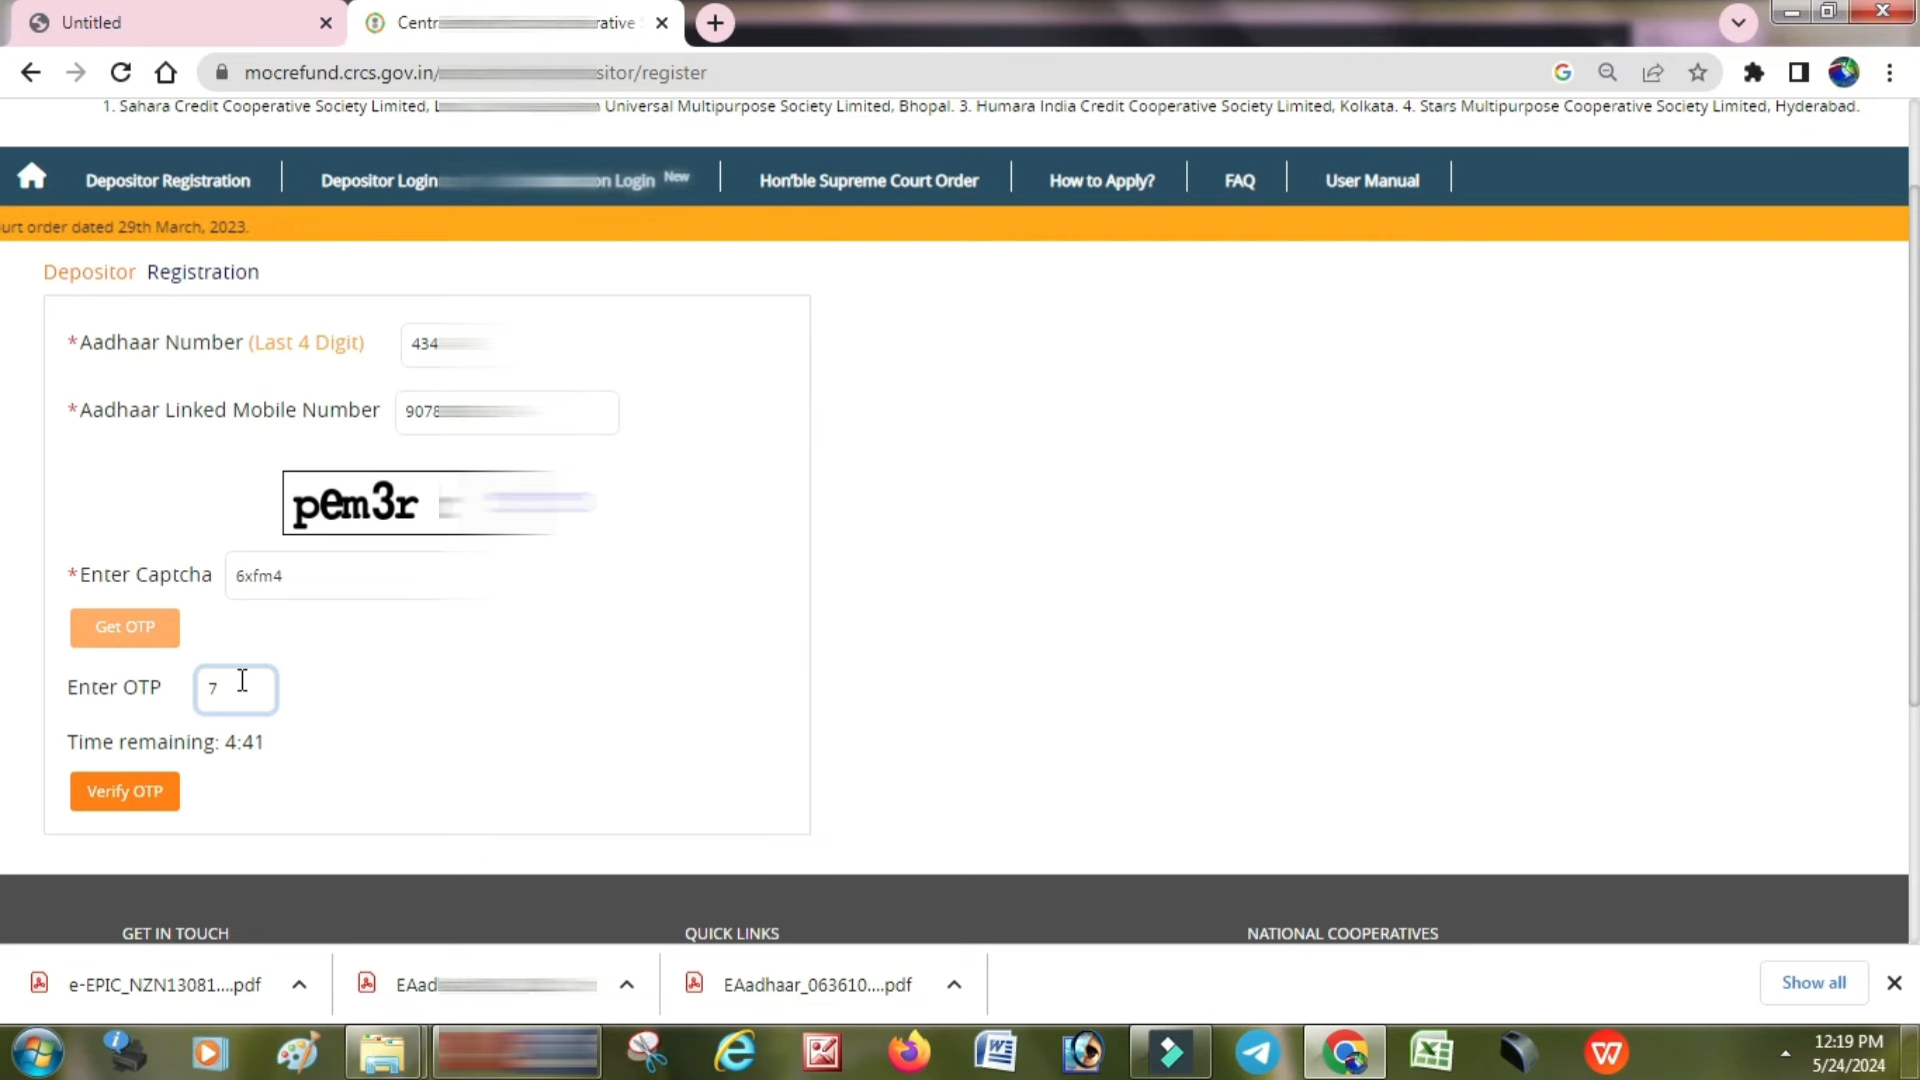 Untitled
Centr rative
mocrefund.crcs.gov.in/ sitor/register
1. Sahara Credit Cooperative Society Limited, L Universal Multipurpose Society Limited, Bhopal. 3. Humara India Credit Cooperative Society Limited, Kolkata. 4. Stars Multipurpose Cooperative Society Limited, Hyderabad.
Depositor Registration Depositor Login on Login New Hon'ble Supreme Court Order How to Apply? FAQ User Manual
urt order dated 29th March, 2023.
Depositor Registration
*Aadhaar Number (Last 4 Digit) 434
*Aadhaar Linked Mobile Number 9078
pem3r
*Enter Captcha 6xfm4
Get OTP
Enter OTP 7
Time remaining: 4:41
Verify OTP
GET IN TOUCH QUICK LINKS NATIONAL COOPERATIVES
e-EPIC_NZN13081....pdf EAad EAadhaar_063610....pdf Show all
12:19 PM
5/24/2024